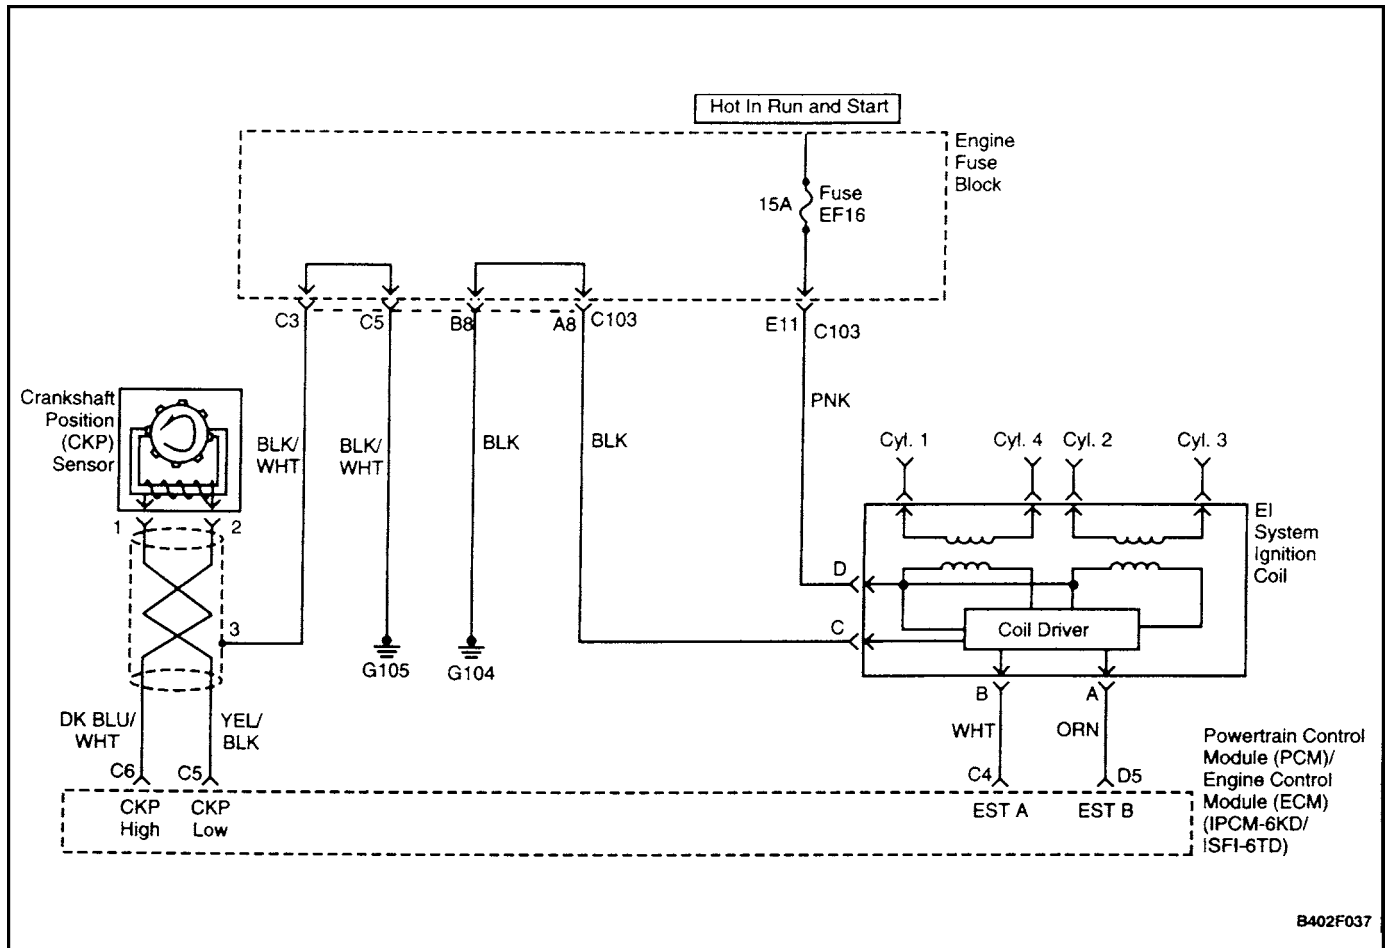 Hot In Run and Start
Engine
Fuse
Block
15A
Fuse
EF16
C3
C5
B8
A8
C103
E11
C103
Crankshaft
Position
(CKP)
Sensor
BLK/
WHT
BLK/
WHT
BLK
BLK
PNK
Cyl. 1
Cyl. 4
Cyl. 2
Cyl. 3
EI
System
Ignition
Coil
1
2
3
D
C
Coil Driver
G105
G104
B
A
DK BLU/
WHT
YEL/
BLK
WHT
ORN
C6
C5
C4
D5
CKP
High
CKP
Low
EST A
EST B
Powertrain Control
Module (PCM)/
Engine Control
Module (ECM)
(IPCM-6KD/
ISFI-6TD)
B402F037